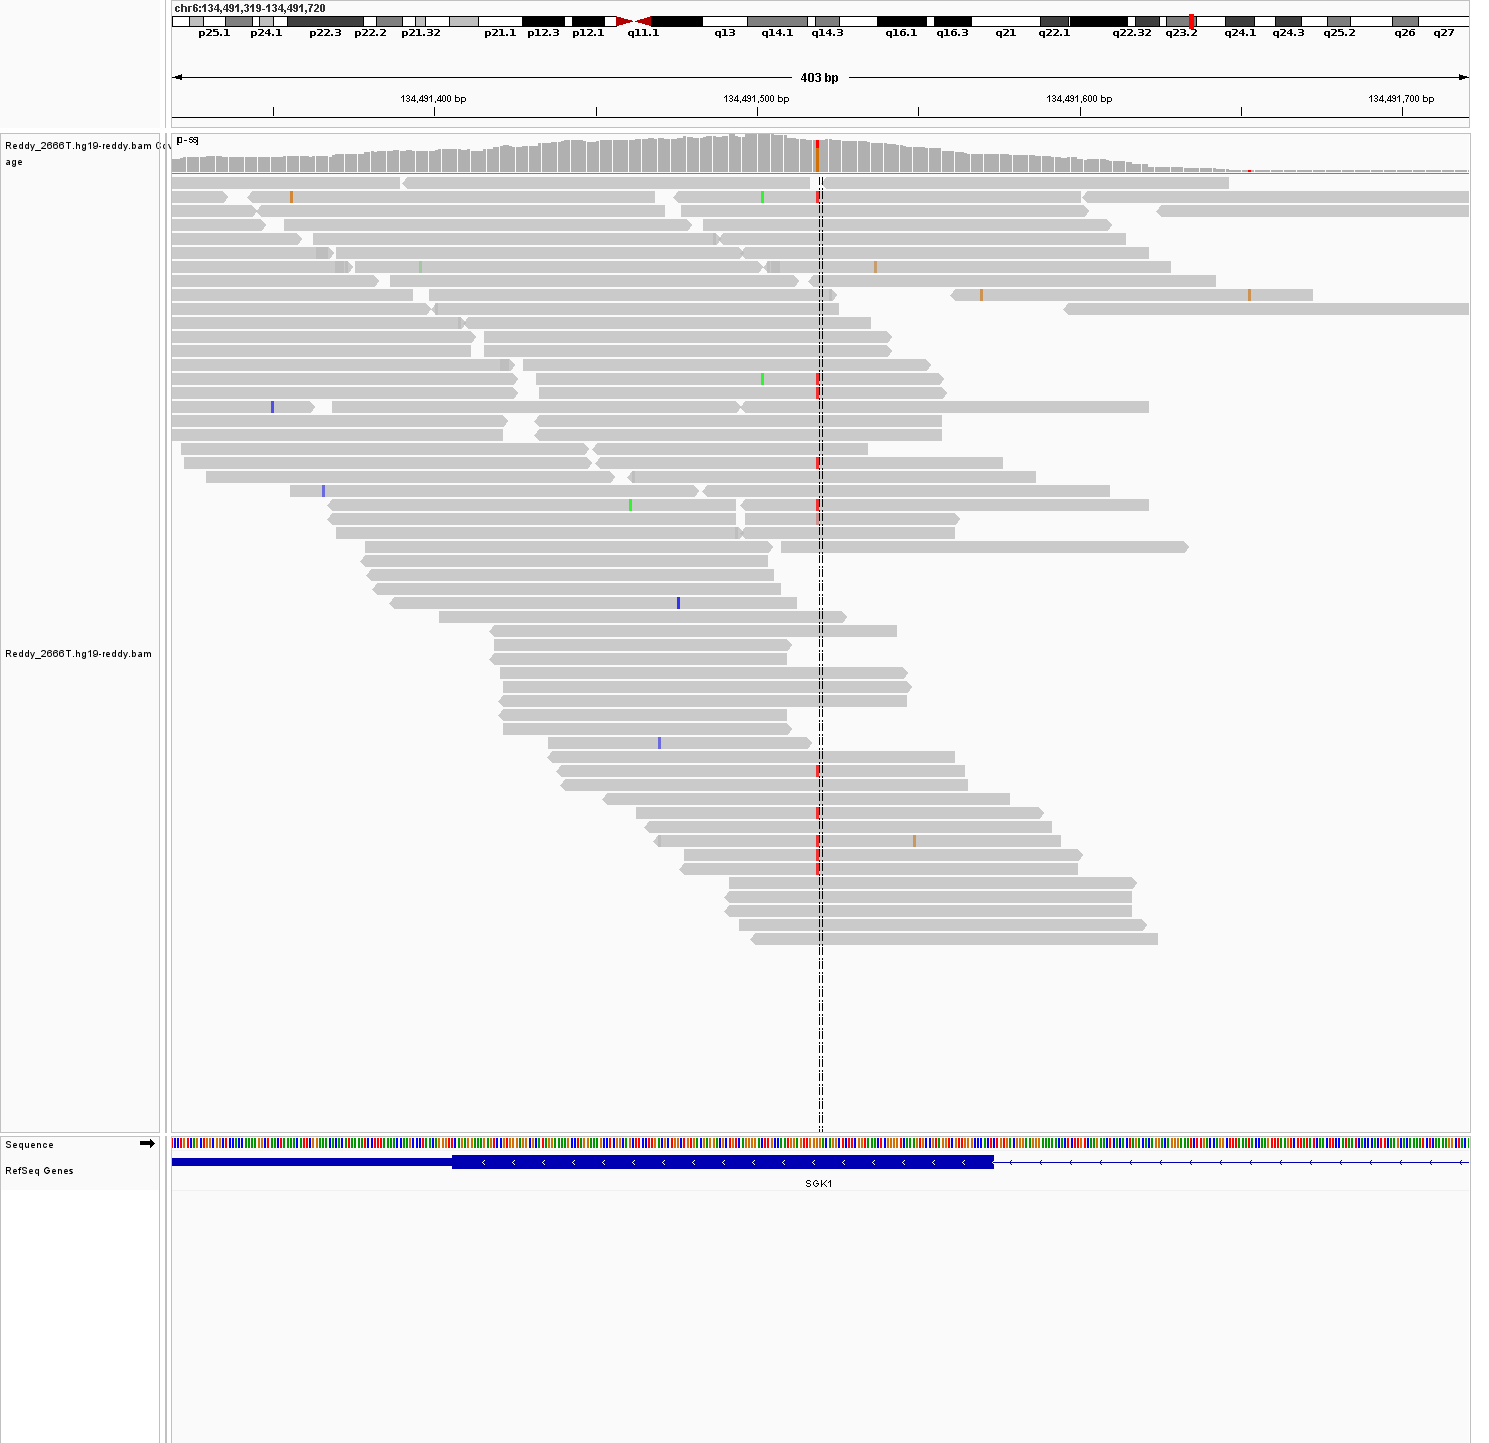 chr6:134,491,319-134,491,720
p25.1 p24.1 p22.3 p22.2 p21.32 p21.1 p12.3 p12.1 q11.1 q13 q14.1 q14.3 q16.1 q16.3 q21 q22.1 q22.32 q23.2 q24.1 q24.3 q25.2 q26 q27
403 bp
134,491,400 bp 134,491,500 bp 134,491,600 bp 134,491,700 bp
Reddy_2666T.hg19-reddy.bam Cov
age
Reddy_2666T.hg19-reddy.bam
Sequence
RefSeq Genes
SGK1